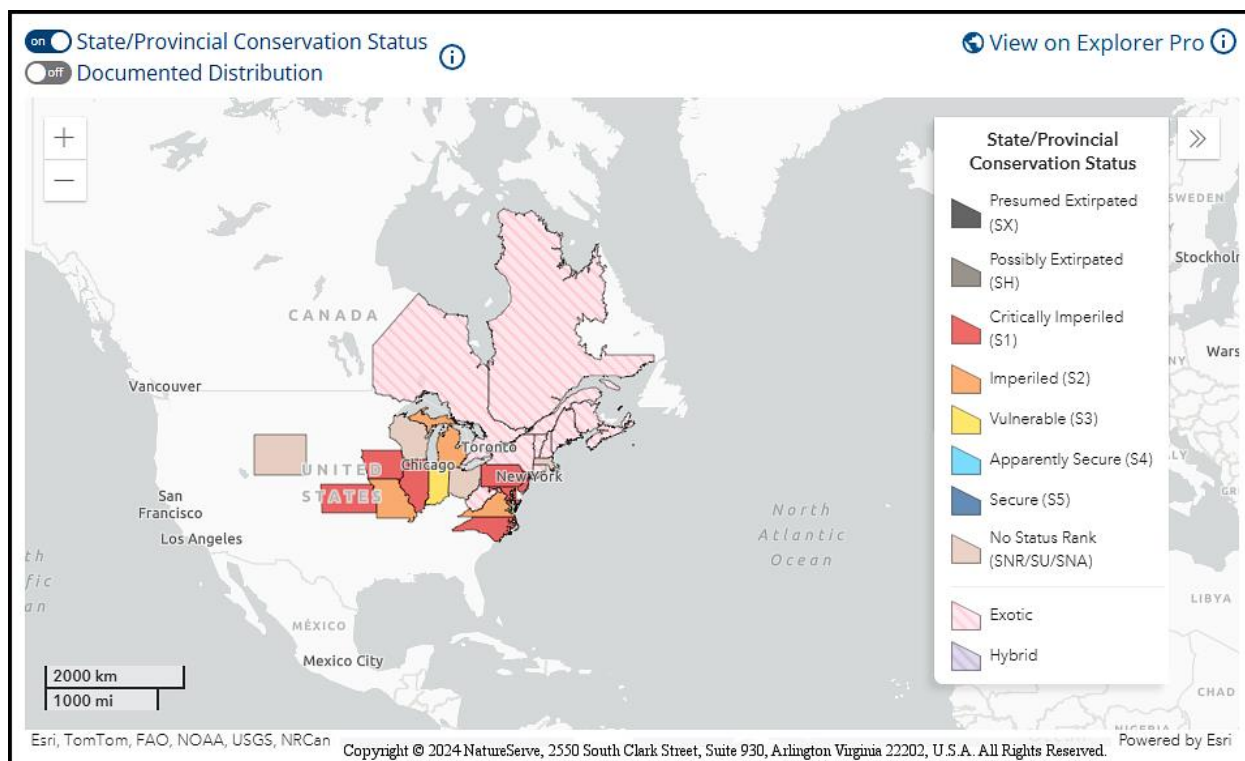 on State/Provincial Conservation Status
off Documented Distribution
View on Explorer Pro
State/Provincial
Conservation Status
Presumed Extirpated
(SX)
Possibly Extirpated
(SH)
Critically Imperiled
(S1)
Imperiled (S2)
Vulnerable (S3)
Apparently Secure (S4)
Secure (S5)
No Status Rank
(SNR/SU/SNA)
Exotic
Hybrid
SWEDEN
Stockholm
CANADA
Vancouver
Toronto
Chicago
New York
UNITED
STATES
San
Francisco
Los Angeles
North
Atlantic
Ocean
MÉXICO
Mexico City
LIBYA
CHAD
2000 km
1000 mi
Esri, TomTom, FAO, NOAA, USGS, NRCan
Copyright © 2024 NatureServe, 2550 South Clark Street, Suite 930, Arlington Virginia 22202, U.S.A. All Rights Reserved.
Powered by Esri